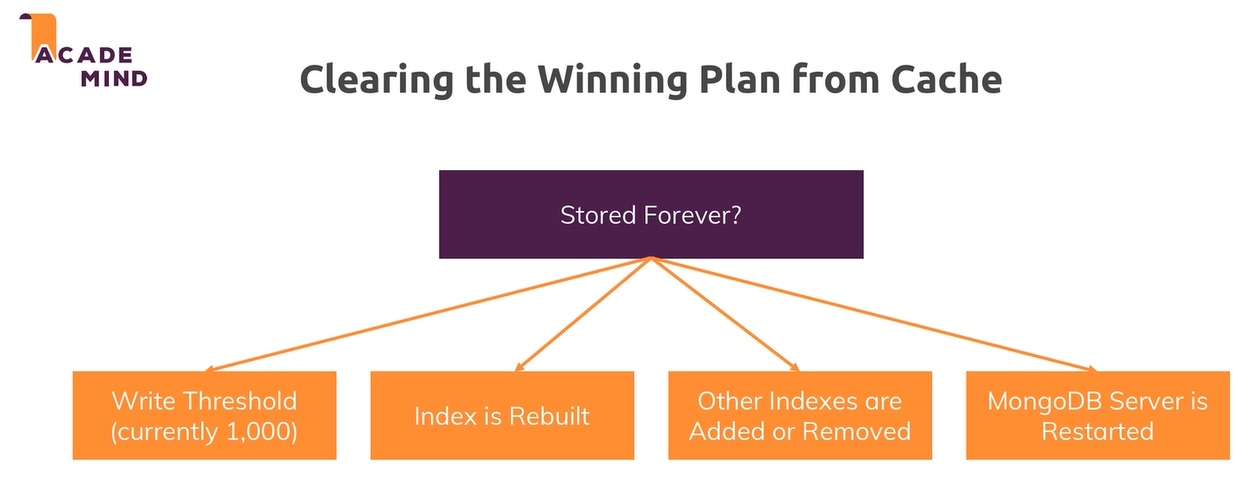 ACADE
MIND
Clearing the Winning Plan from Cache
Stored Forever?
Write Threshold
(currently 1,000)
Index is Rebuilt
Other Indexes are
Added or Removed
MongoDB Server is
Restarted